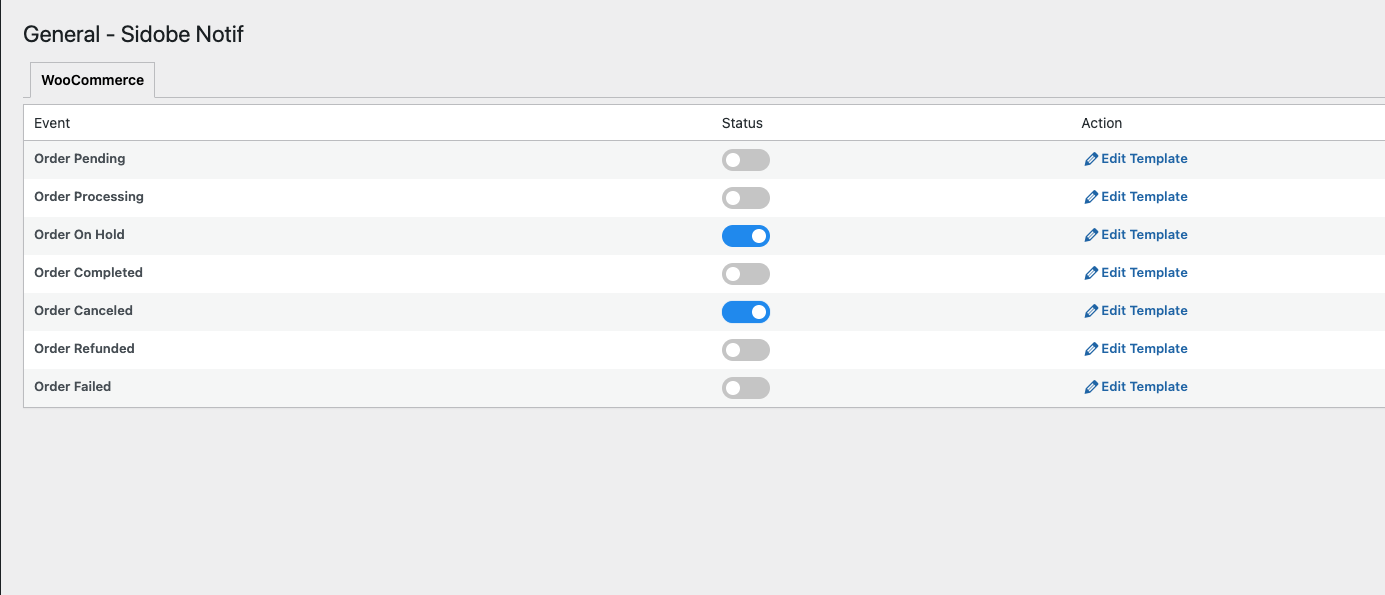 General - Sidobe Notif
WooCommerce
Event Status Action
Order Pending Edit Template
Order Processing Edit Template
Order On Hold Edit Template
Order Completed Edit Template
Order Canceled Edit Template
Order Refunded Edit Template
Order Failed Edit Template